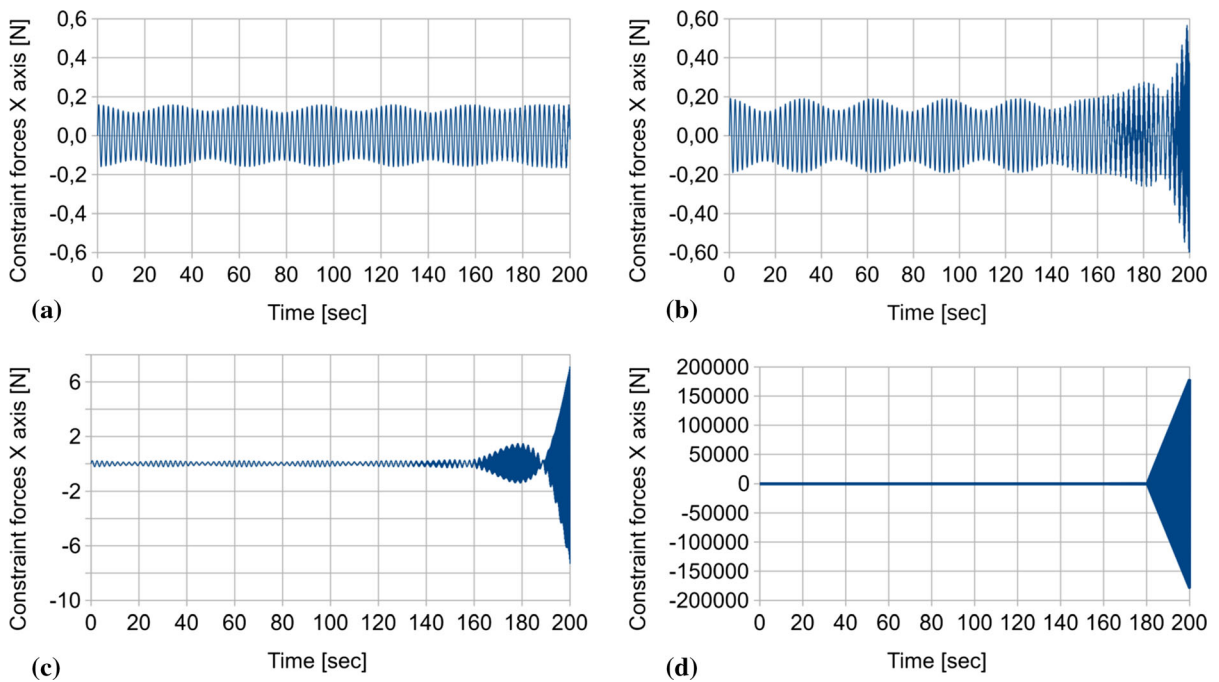 Constraint forces X axis [N]
0,6
0,4
0,2
0,0
-0,2
-0,4
-0,6
0 20 40 60 80 100 120 140 160 180 200
Time [sec]
(a)
Constraint forces X axis [N]
0,60
0,40
0,20
0,00
-0,20
-0,40
-0,60
0 20 40 60 80 100 120 140 160 180 200
Time [sec]
(b)
Constraint forces X axis [N]
6
2
-2
-6
-10
0 20 40 60 80 100 120 140 160 180 200
Time [sec]
(c)
Constraint forces X axis [N]
200000
150000
100000
50000
0
-50000
-100000
-150000
-200000
0 20 40 60 80 100 120 140 160 180 200
Time [sec]
(d)